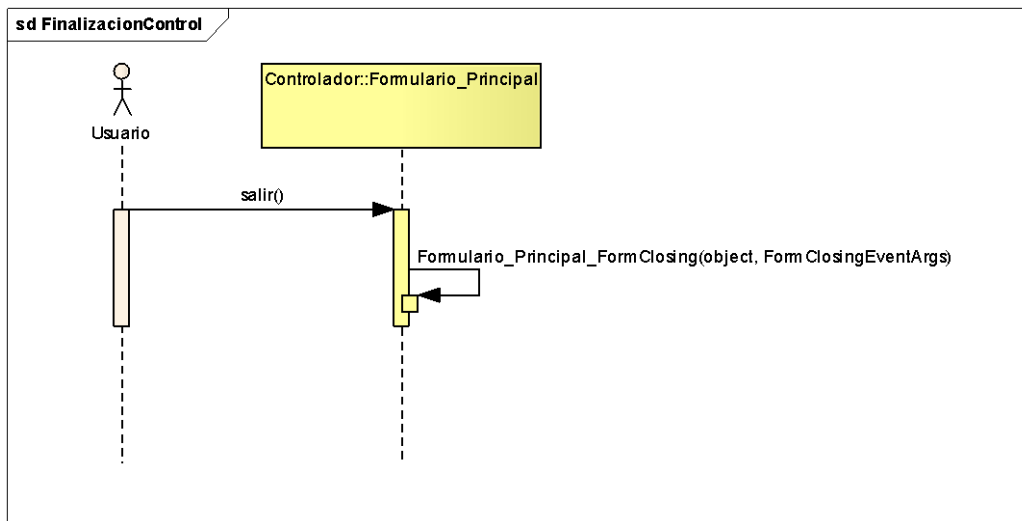 sd FinalizacionControl
Controlador::Formulario_Principal
Usuario
salir()
Formulario_Principal_FormClosing(object, FormClosingEventArgs)